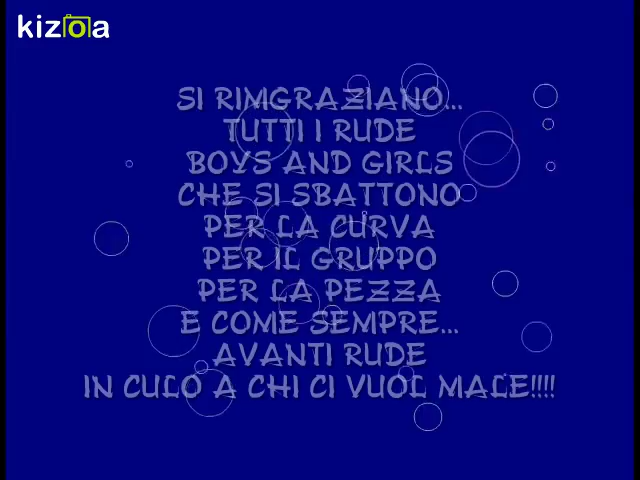 kizoa
SI RIMGRAZIANO...
TUTTI I RUDE
BOYS AND GIRLS
CHE SI SBATTONO
PER LA CURVA
PER IL GRUPPO
PER LA PEZZA
E COME SEMPRE...
AVANTI RUDE
IN CULO A CHI CI VUOL MALE!!!!